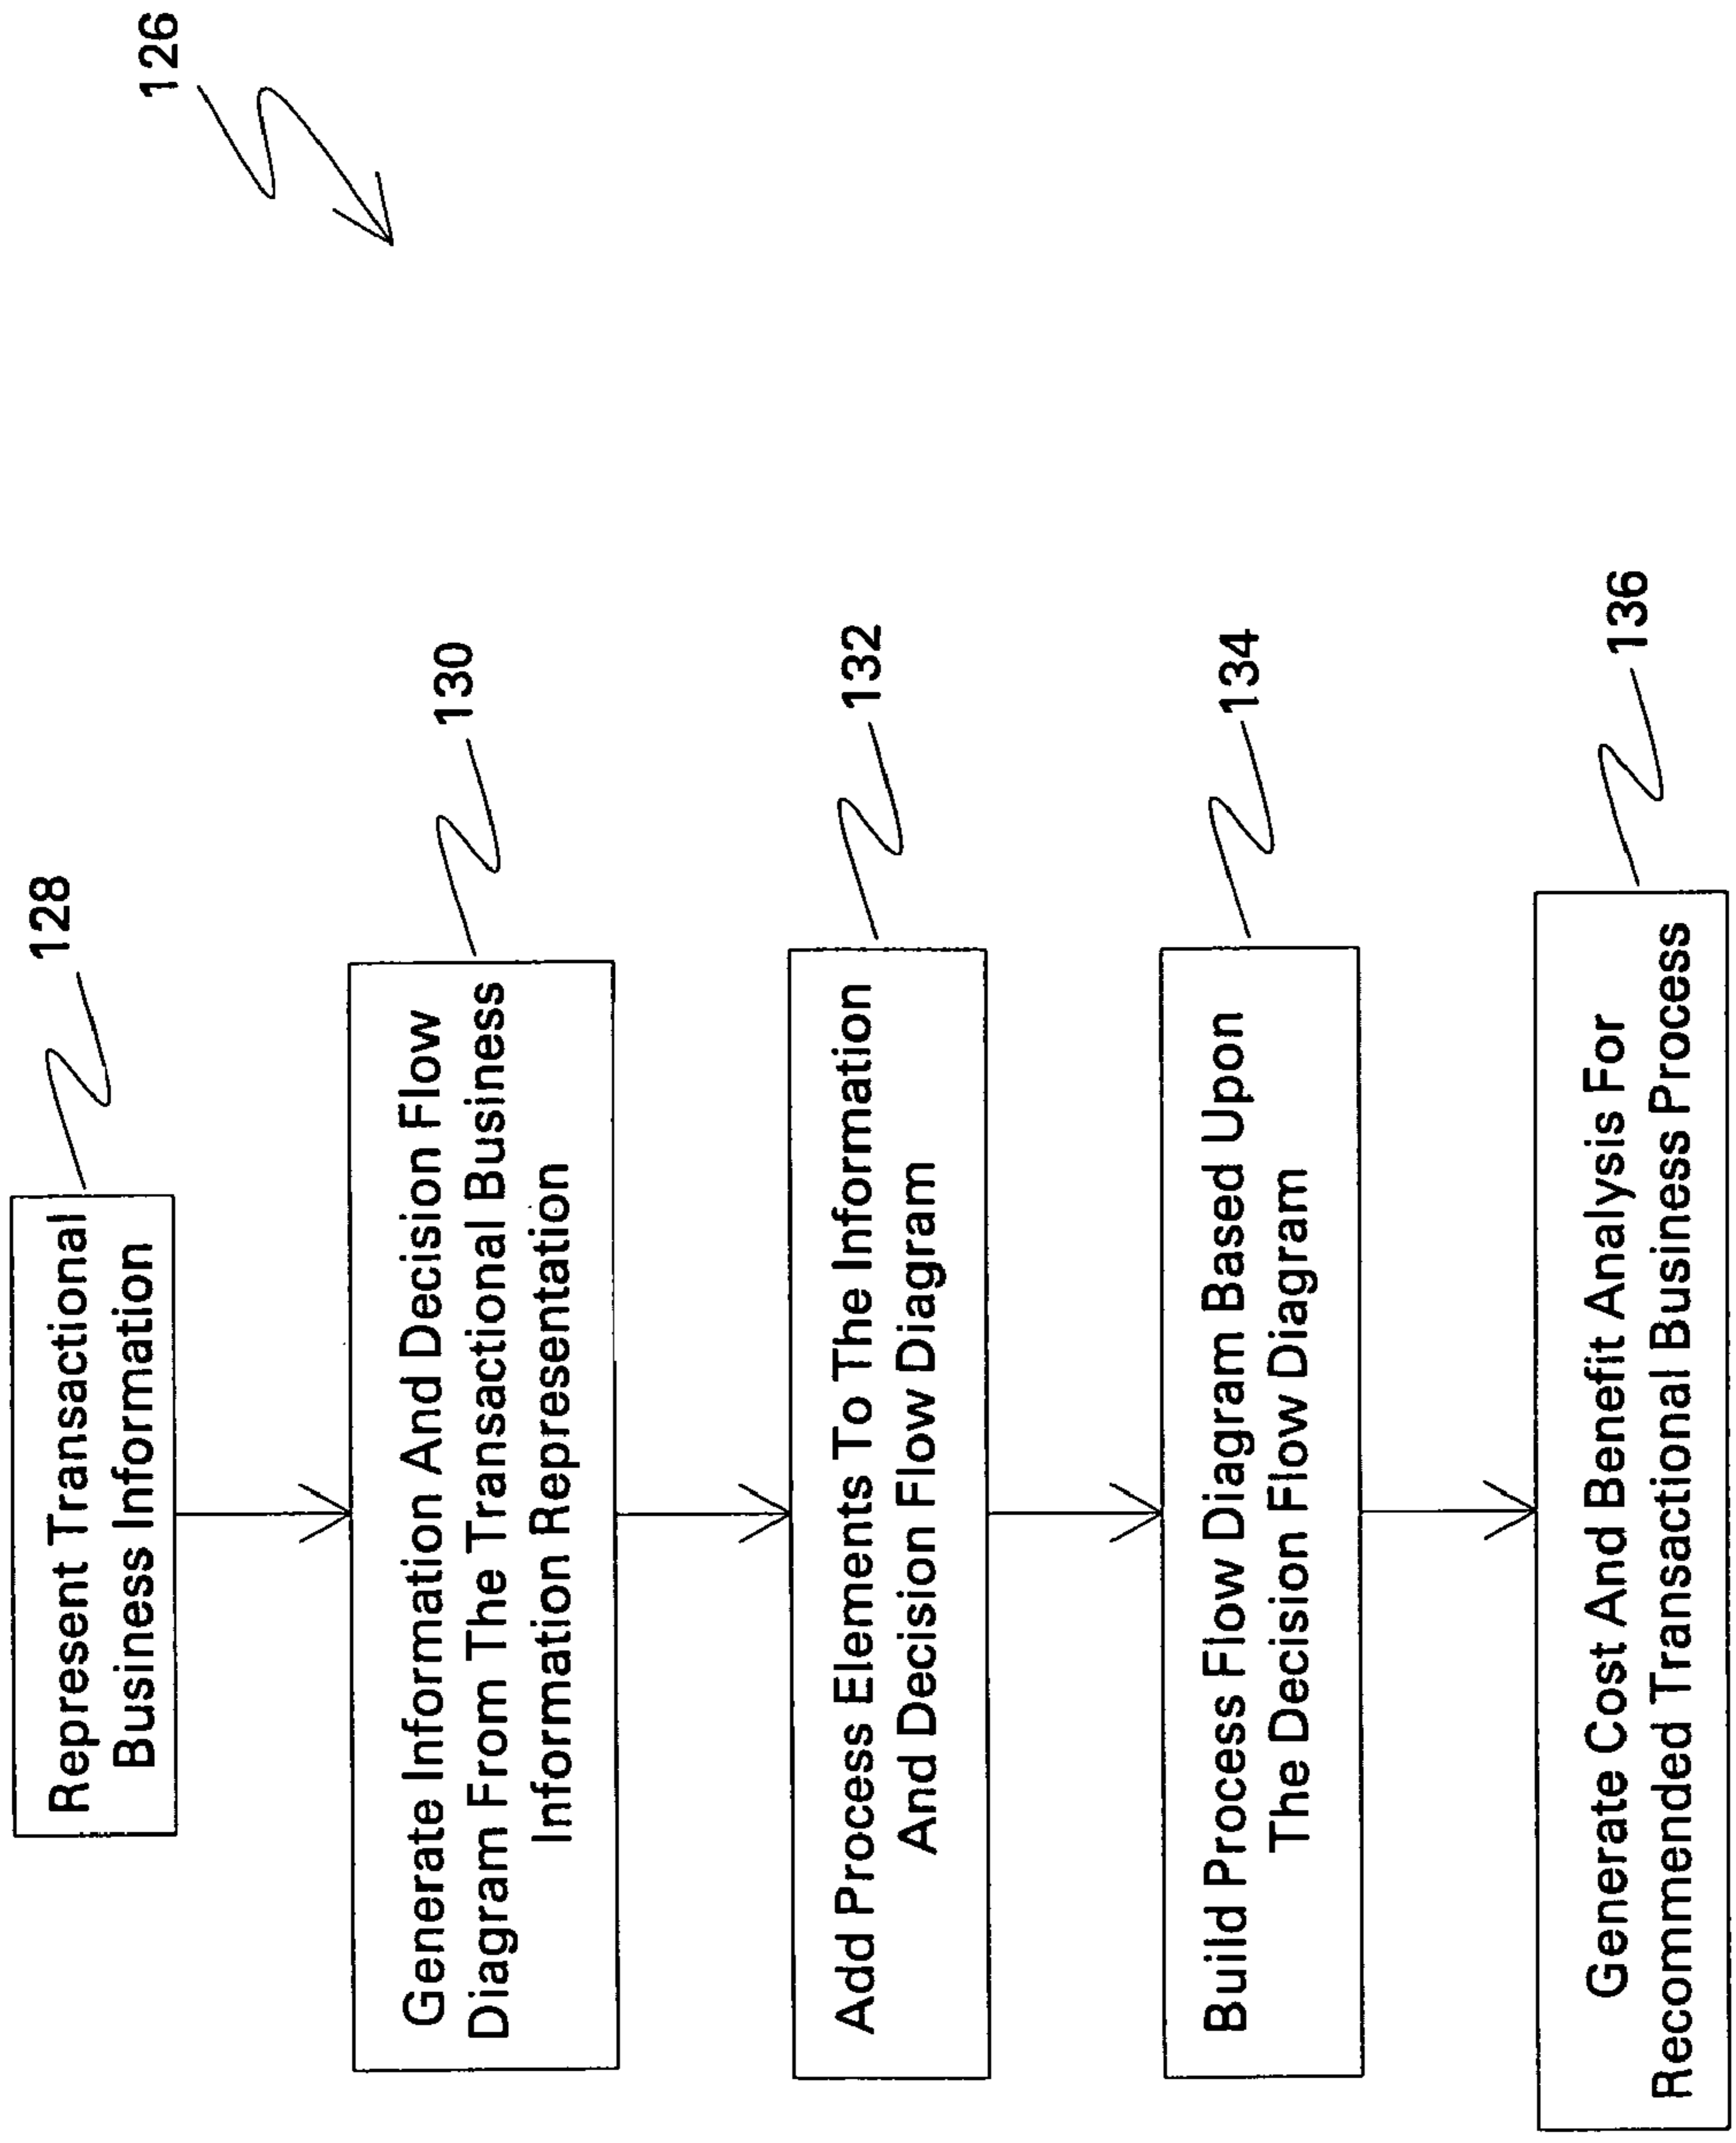 126
128
Represent Transactional
Business Information
130
Generate Information And Decision Flow
Diagram From The Transactional Business
Information Representation
132
Add Process Elements To The Information
And Decision Flow Diagram
134
Build Process Flow Diagram Based Upon
The Decision Flow Diagram
136
Generate Cost And Benefit Analysis For
Recommended Transactional Business Process